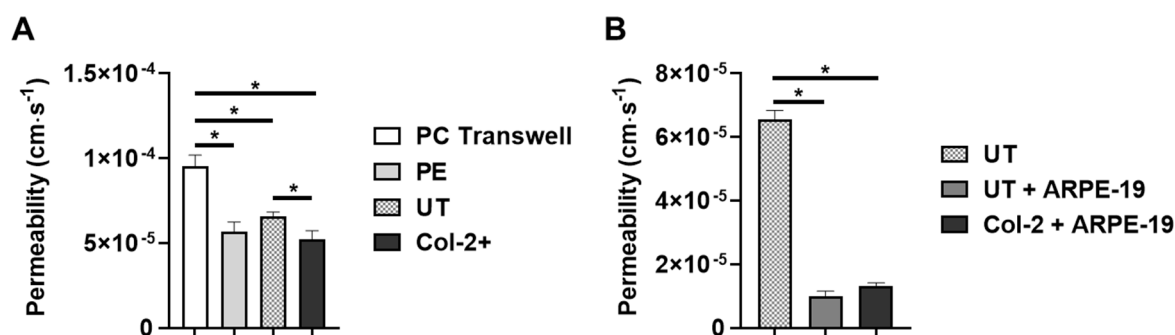 A
Permeability (cm·s⁻¹)
1.5×10⁻⁴
1×10⁻⁴
5×10⁻⁵
0
*
*
*
*
PC Transwell
PE
UT
Col-2+
B
Permeability (cm·s⁻¹)
8×10⁻⁵
6×10⁻⁵
4×10⁻⁵
2×10⁻⁵
0
*
*
UT
UT + ARPE-19
Col-2 + ARPE-19